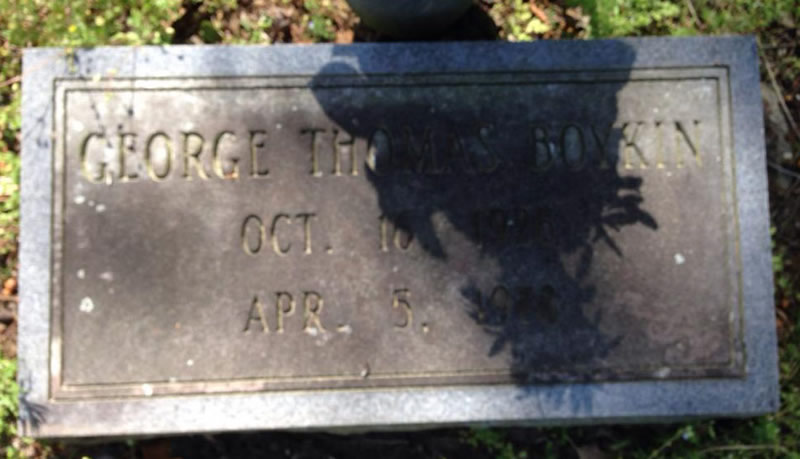 GEORGE THOMAS BOYKIN
OCT.
APR. 5,